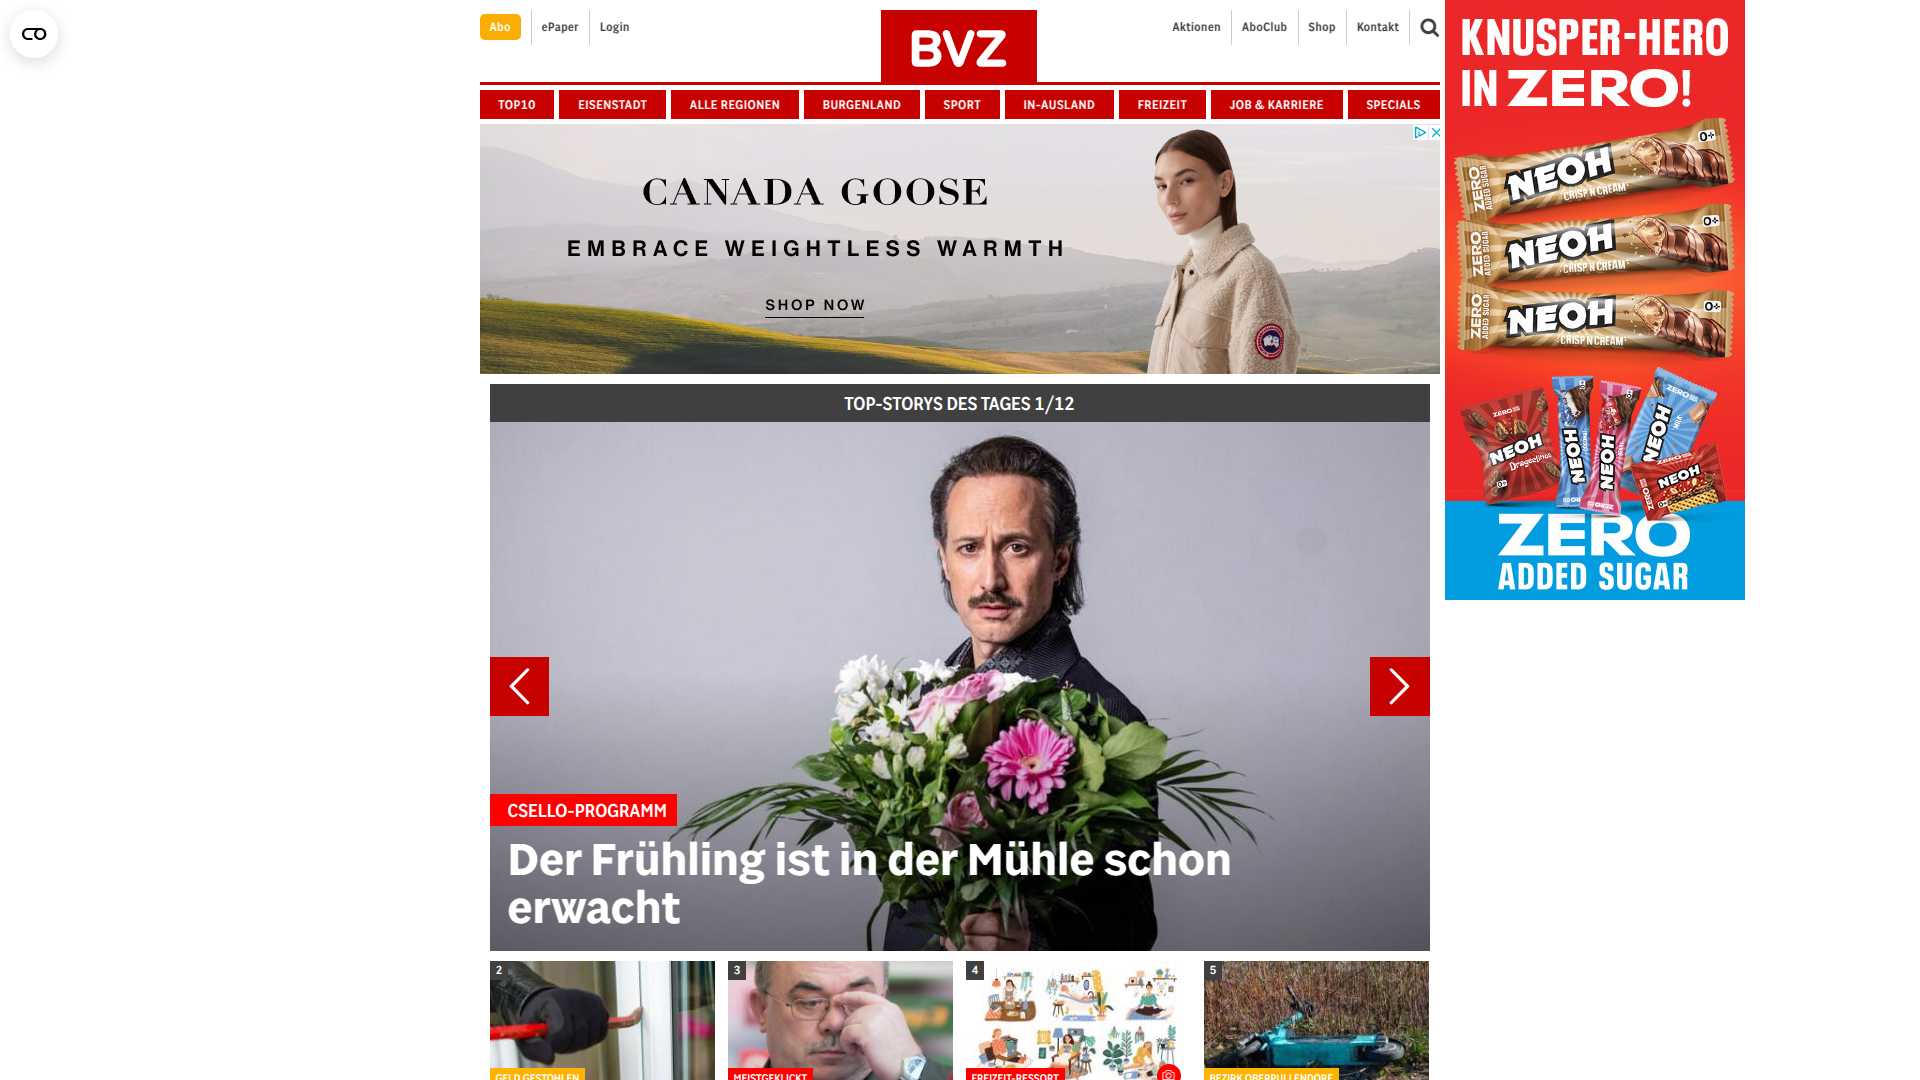 Abo
ePaper
Login
BVZ
Aktionen
AboClub
Shop
Kontakt
TOP10
EISENSTADT
ALLE REGIONEN
BURGENLAND
SPORT
IN-AUSLAND
FREIZEIT
JOB & KARRIERE
SPECIALS
CANADA GOOSE
EMBRACE WEIGHTLESS WARMTH
SHOP NOW
KNUSPER-HERO
IN ZERO!
ZERO
ADDED SUGAR
NEOH
CRISP'N CREAM
ZERO
ADDED SUGAR
NEOH
CRISP'N CREAM
ZERO
ADDED SUGAR
NEOH
CRISP'N CREAM
NEOH
NEOH
NEOH
NEOH
NEOH
ZERO
ADDED SUGAR
TOP-STORYS DES TAGES 1/12
CSELLO-PROGRAMM
Der Frühling ist in der Mühle schon
erwacht
2
3
4
5
GELD GESTOHLEN
MEISTGEKLICKT
FREIZEIT-RESSORT
BEZIRK OBERPULLENDORF